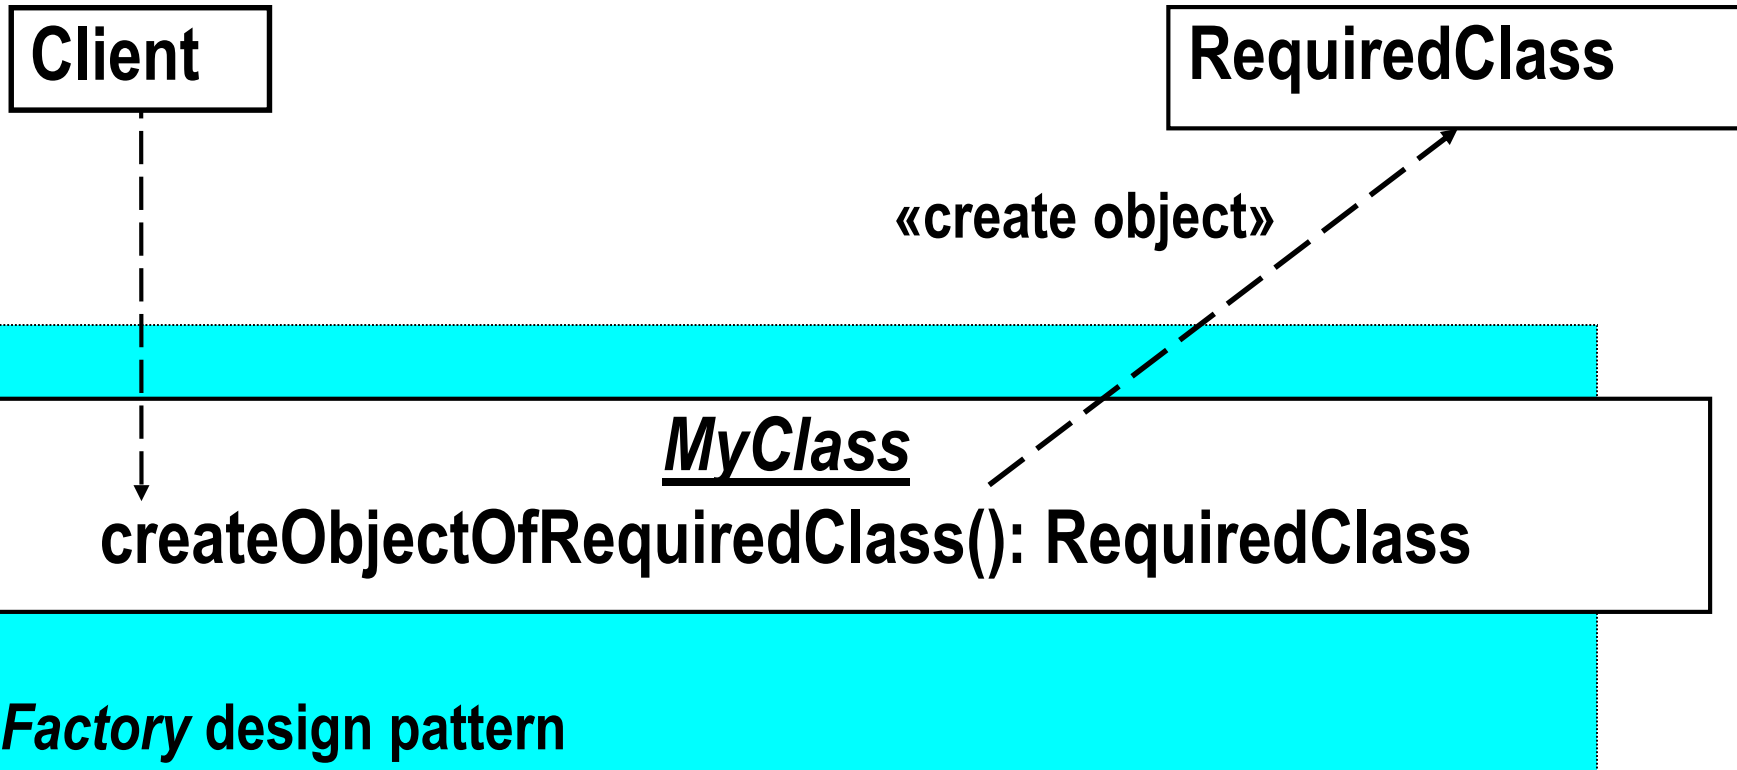 Client
RequiredClass
«create object»
MyClass
createObjectOfRequiredClass(): RequiredClass
Factory design pattern